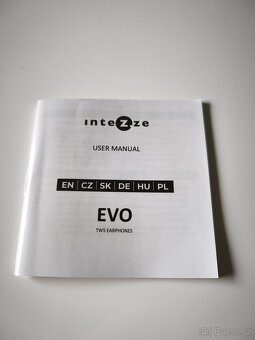 inteZze
USER MANUAL
EN CZ SK DE HU PL
EVO
TWS EARPHONES